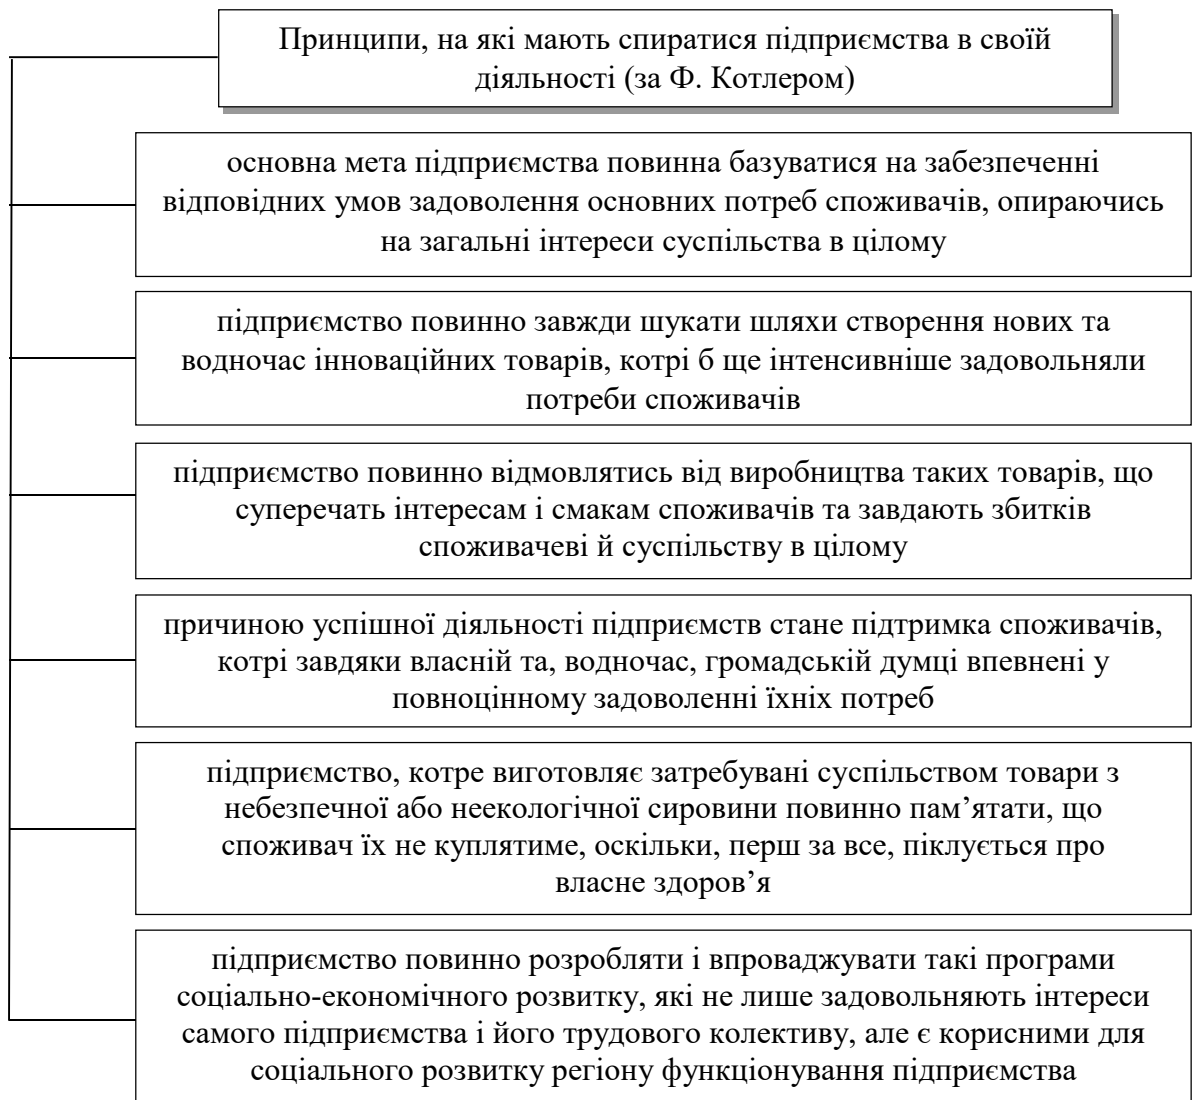 Принципи, на які мають спиратися підприємства в своїй
діяльності (за Ф. Котлером)
основна мета підприємства повинна базуватися на забезпеченні
відповідних умов задоволення основних потреб споживачів, опираючись
на загальні інтереси суспільства в цілому
підприємство повинно завжди шукати шляхи створення нових та
водночас інноваційних товарів, котрі б ще інтенсивніше задовольняли
потреби споживачів
підприємство повинно відмовлятись від виробництва таких товарів, що
суперечать інтересам і смакам споживачів та завдають збитків
споживачеві й суспільству в цілому
причиною успішної діяльності підприємств стане підтримка споживачів,
котрі завдяки власній та, водночас, громадській думці впевнені у
повноцінному задоволенні їхніх потреб
підприємство, котре виготовляє затребувані суспільством товари з
небезпечної або неекологічної сировини повинно пам’ятати, що
споживач їх не куплятиме, оскільки, перш за все, піклується про
власне здоров’я
підприємство повинно розробляти і впроваджувати такі програми
соціально-економічного розвитку, які не лише задовольняють інтереси
самого підприємства і його трудового колективу, але є корисними для
соціального розвитку регіону функціонування підприємства